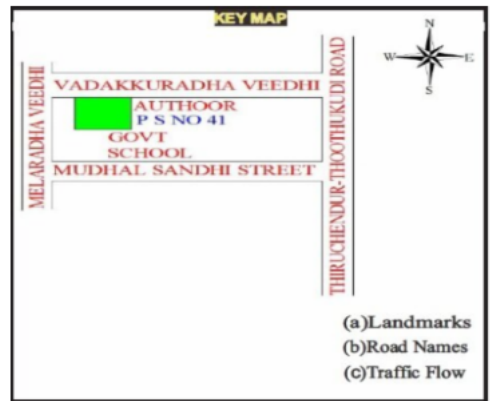 KEY MAP
N
W
E
S
VADAKKURADHA VEEDHI
MELARADHA VEEDHI
AUTHOOR
P S NO 41
GOVT
SCHOOL
MUDHAL SANDHI STREET
THIRUCHENDUR-THOOTHUKUDI ROAD
(a)Landmarks
(b)Road Names
(c)Traffic Flow